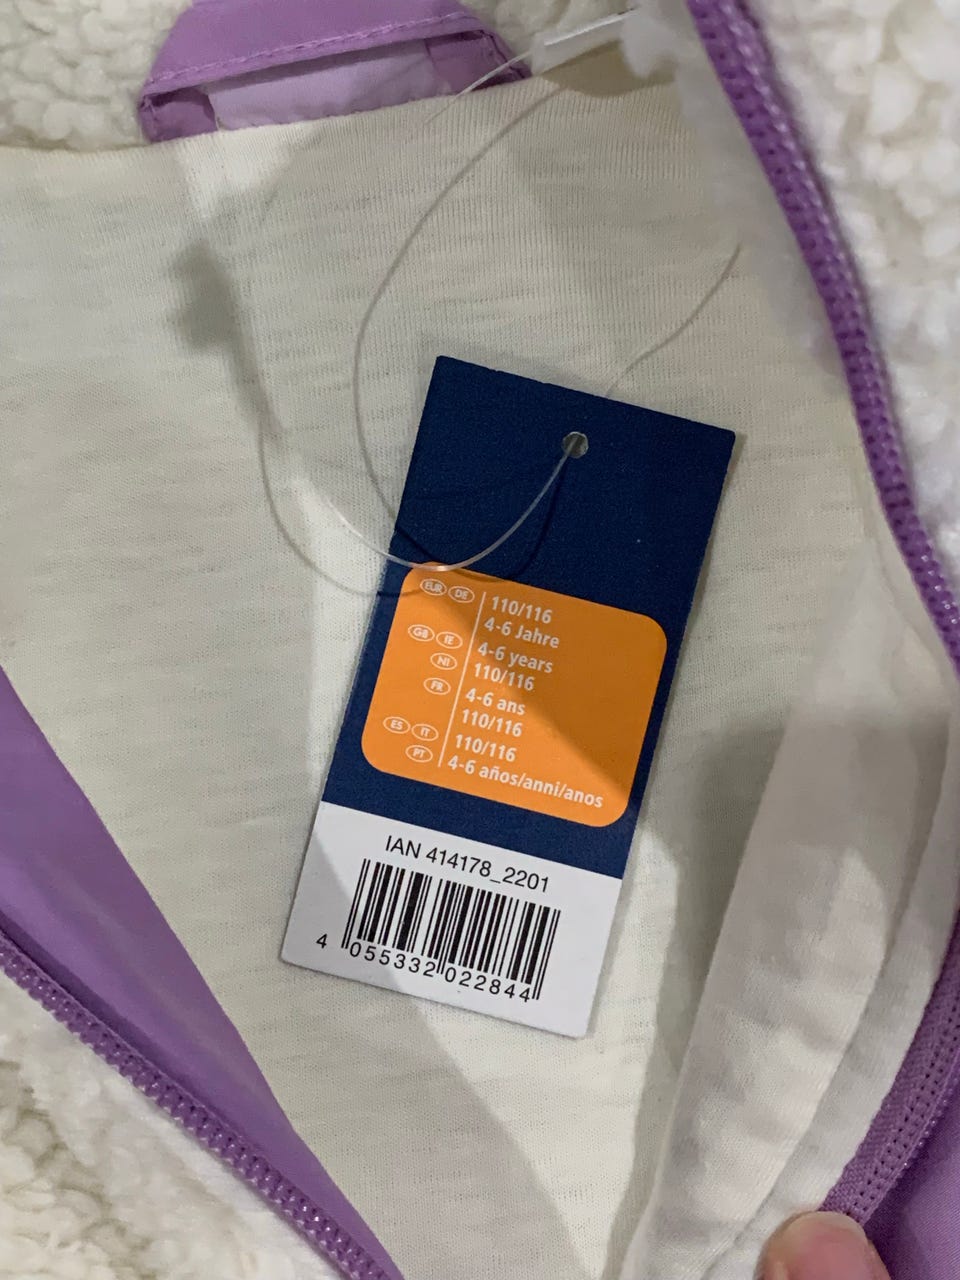 EUR DE 110/116
4-6 Jahre
GB IE 4-6 years
NI 110/116
FR 4-6 ans
110/116
ES IT 110/116
PT 4-6 años/anni/anos
IAN 414178_2201
4 055332 022844